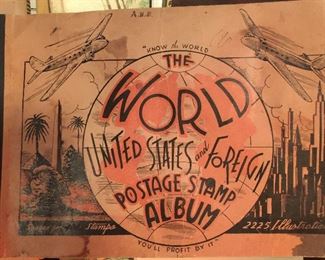 "KNOW the WORLD
THE
WORLD
UNITED STATES and FOREIGN
POSTAGE STAMP
ALBUM
Stamps
2225 Illustration
YOU'LL PROFIT BY IT"